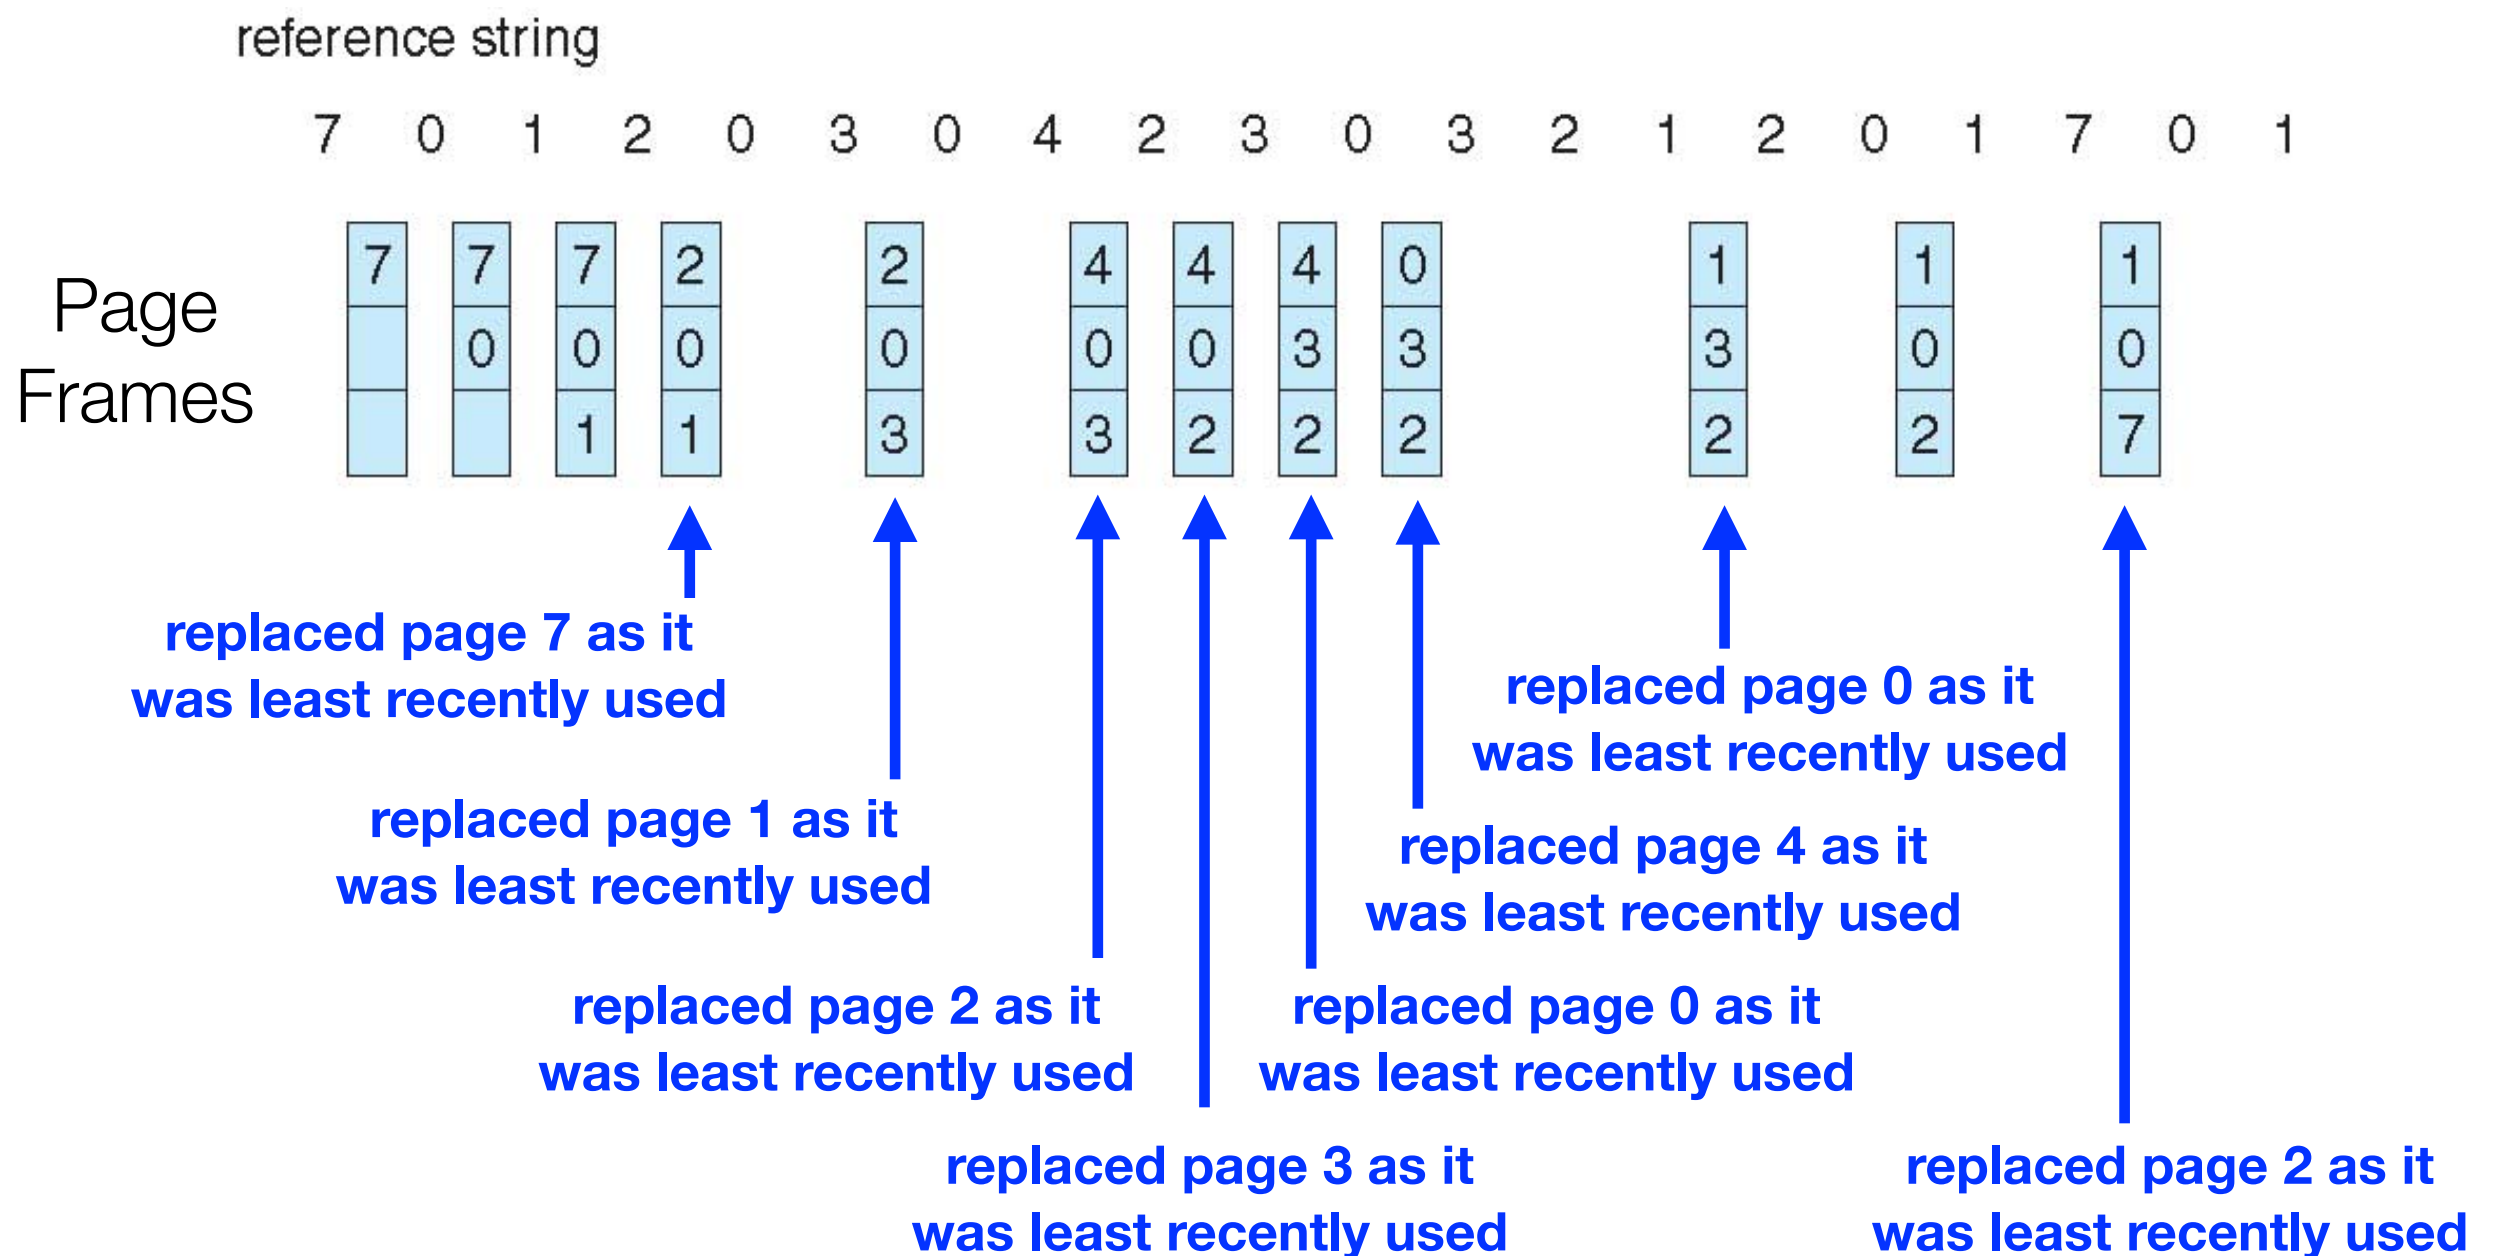 reference string
7 0 1 2 0 3 0 4 2 3 0 3 2 1 2 0 1 7 0 1
Page
Frames
7 7 7 2 2 4 4 4 0 1 1 1
0 0 0 0 0 0 3 3 3 0 0
1 1 3 3 2 2 2 2 2 7
replaced page 7 as it
was least recently used
replaced page 1 as it
was least recently used
replaced page 2 as it
was least recently used
replaced page 3 as it
was least recently used
replaced page 0 as it
was least recently used
replaced page 4 as it
was least recently used
replaced page 0 as it
was least recently used
replaced page 2 as it
was least recently used